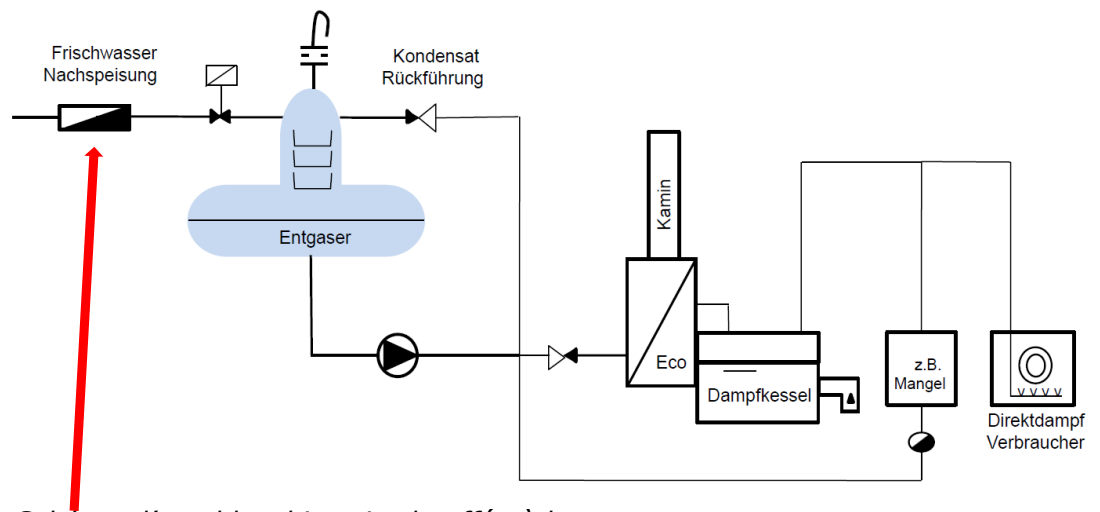 Frischwasser
Nachspeisung
Kondensat
Rückführung
Entgaser
Kamin
Eco
Dampfkessel
z.B.
Mangel
Direktdampf
Verbraucher